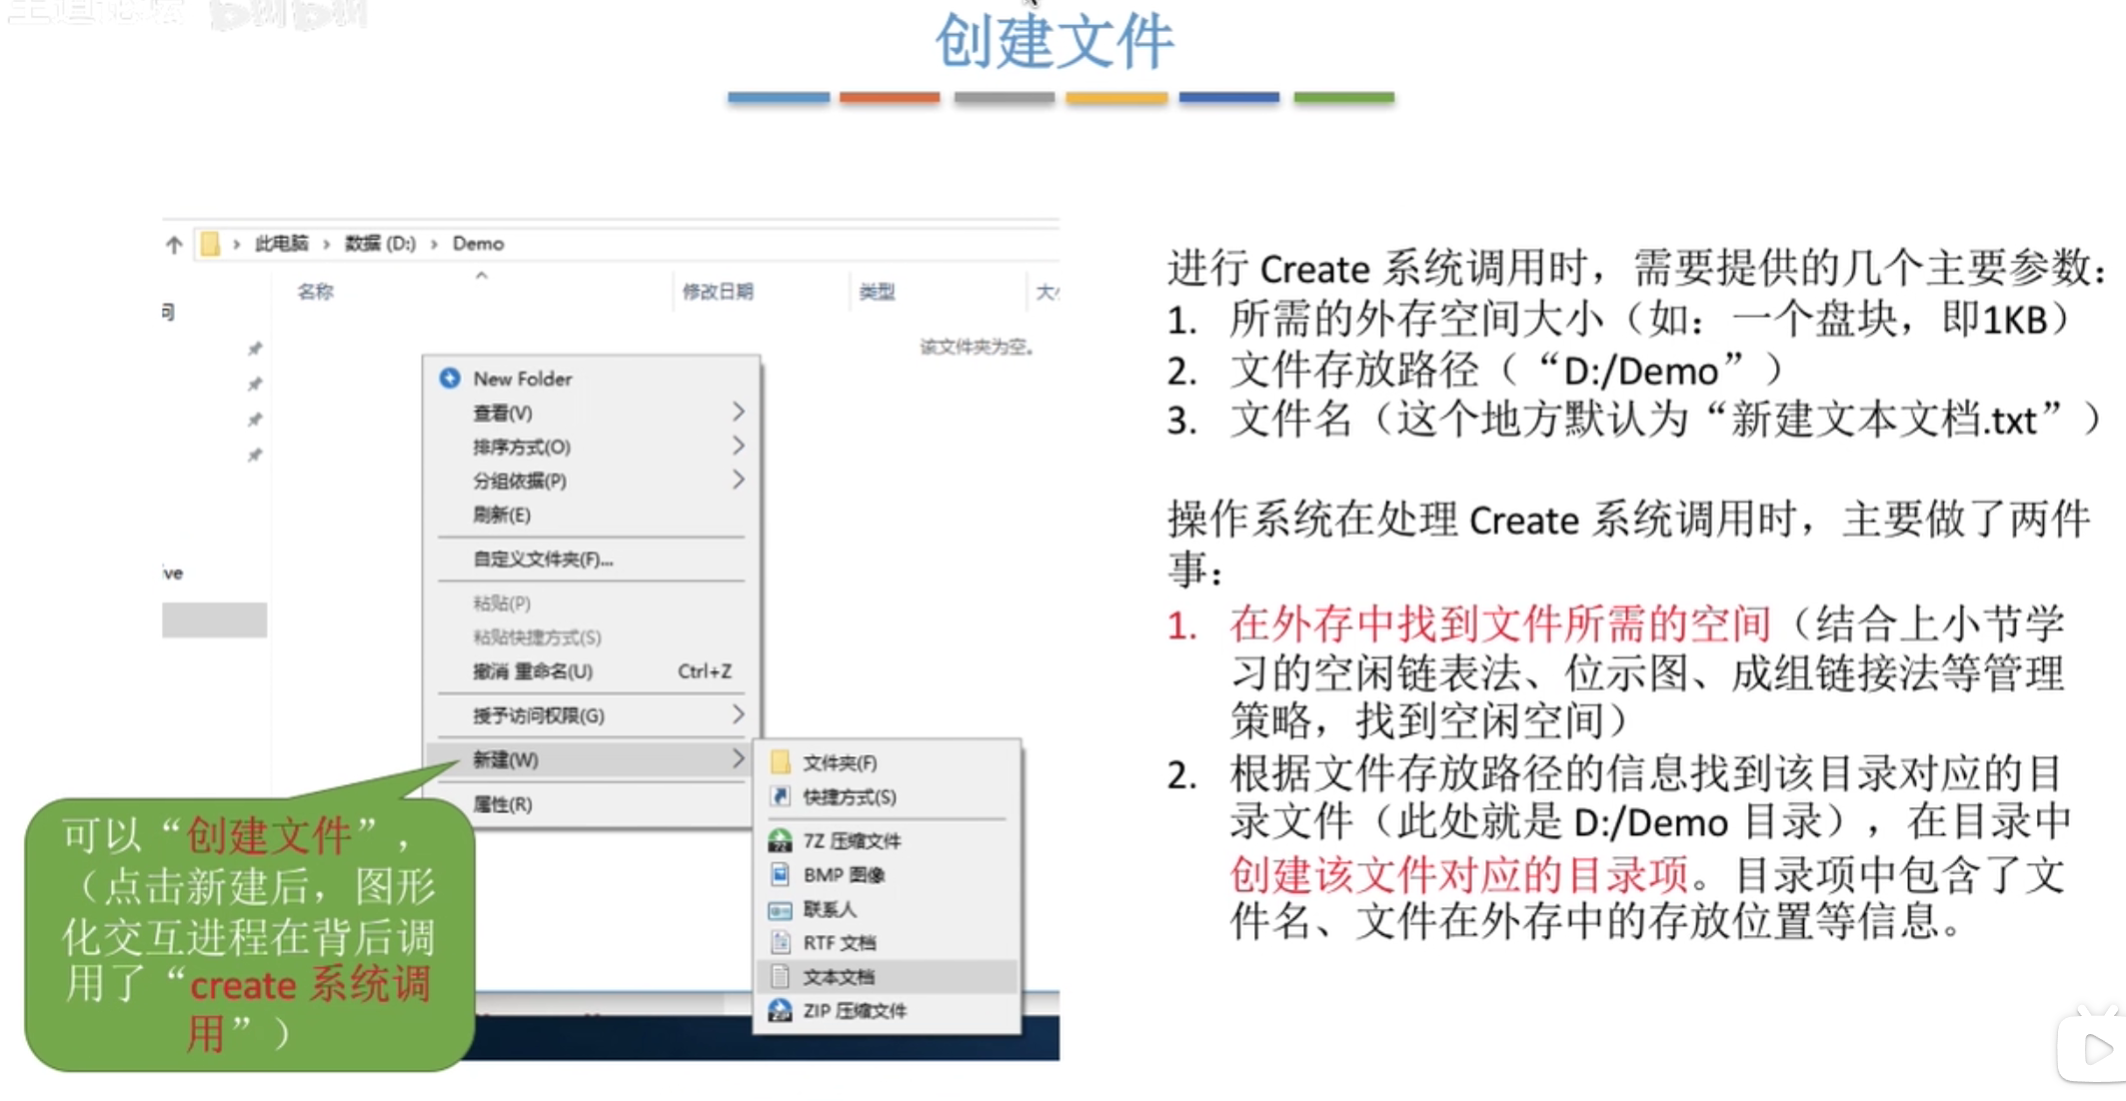 创建文件
此电脑 › 数据 (D:) › Demo
名称 修改日期 类型
该文件夹为空。
ve
New Folder
查看(V)
排序方式(O)
分组依据(P)
刷新(E)
自定义文件夹(F)...
粘贴(P)
粘贴快捷方式(S)
撤消 重命名(U) Ctrl+Z
授予访问权限(G)
新建(W)
属性(R)
文件夹(F)
快捷方式(S)
7Z 压缩文件
BMP 图像
联系人
RTF 文档
文本文档
ZIP 压缩文件
可以“创建文件”，
（点击新建后，图形
化交互进程在背后调
用了“create 系统调
用”）
进行 Create 系统调用时，需要提供的几个主要参数：
1. 所需的外存空间大小（如：一个盘块，即1KB）
2. 文件存放路径（“D:/Demo”）
3. 文件名（这个地方默认为“新建文本文档.txt”）
操作系统在处理 Create 系统调用时，主要做了两件
事：
1. 在外存中找到文件所需的空间（结合上小节学
习的空闲链表法、位示图、成组链接法等管理
策略，找到空闲空间）
2. 根据文件存放路径的信息找到该目录对应的目
录文件（此处就是 D:/Demo 目录），在目录中
创建该文件对应的目录项。目录项中包含了文
件名、文件在外存中的存放位置等信息。